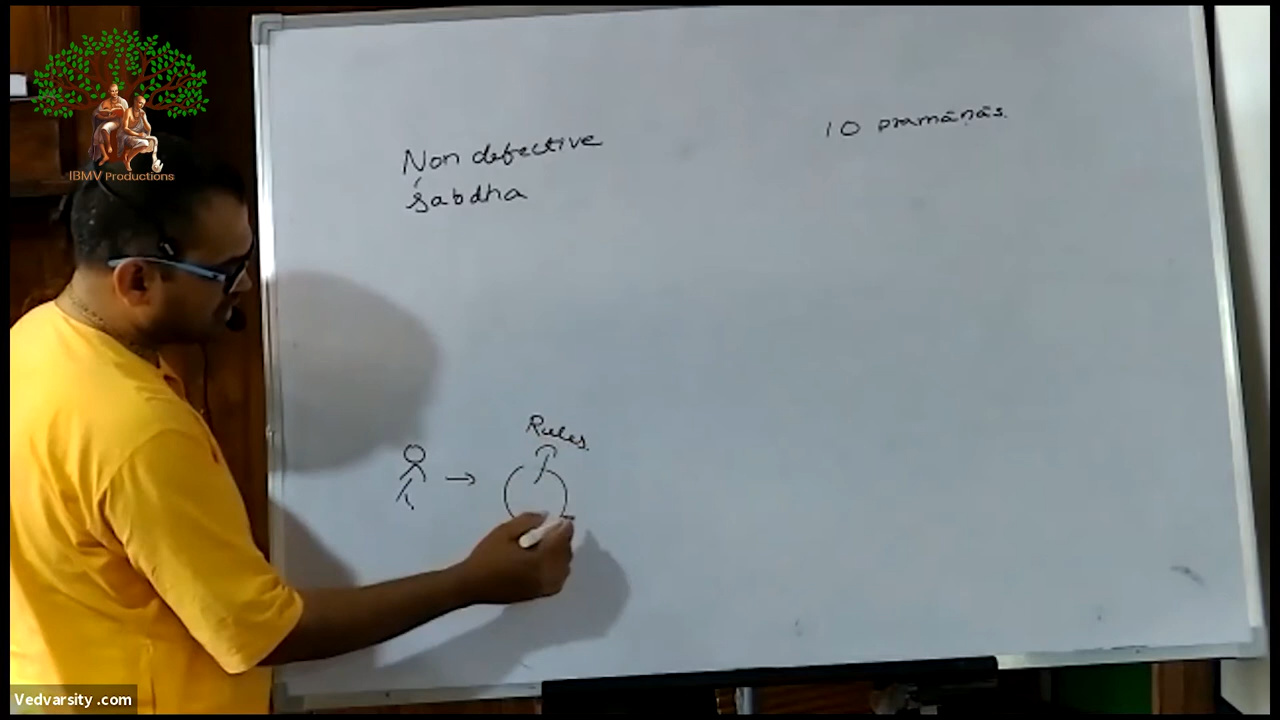 IBMV Productions
Non defective
śabdha
10 pramāṇās.
Rules.
Vedvarsity .com